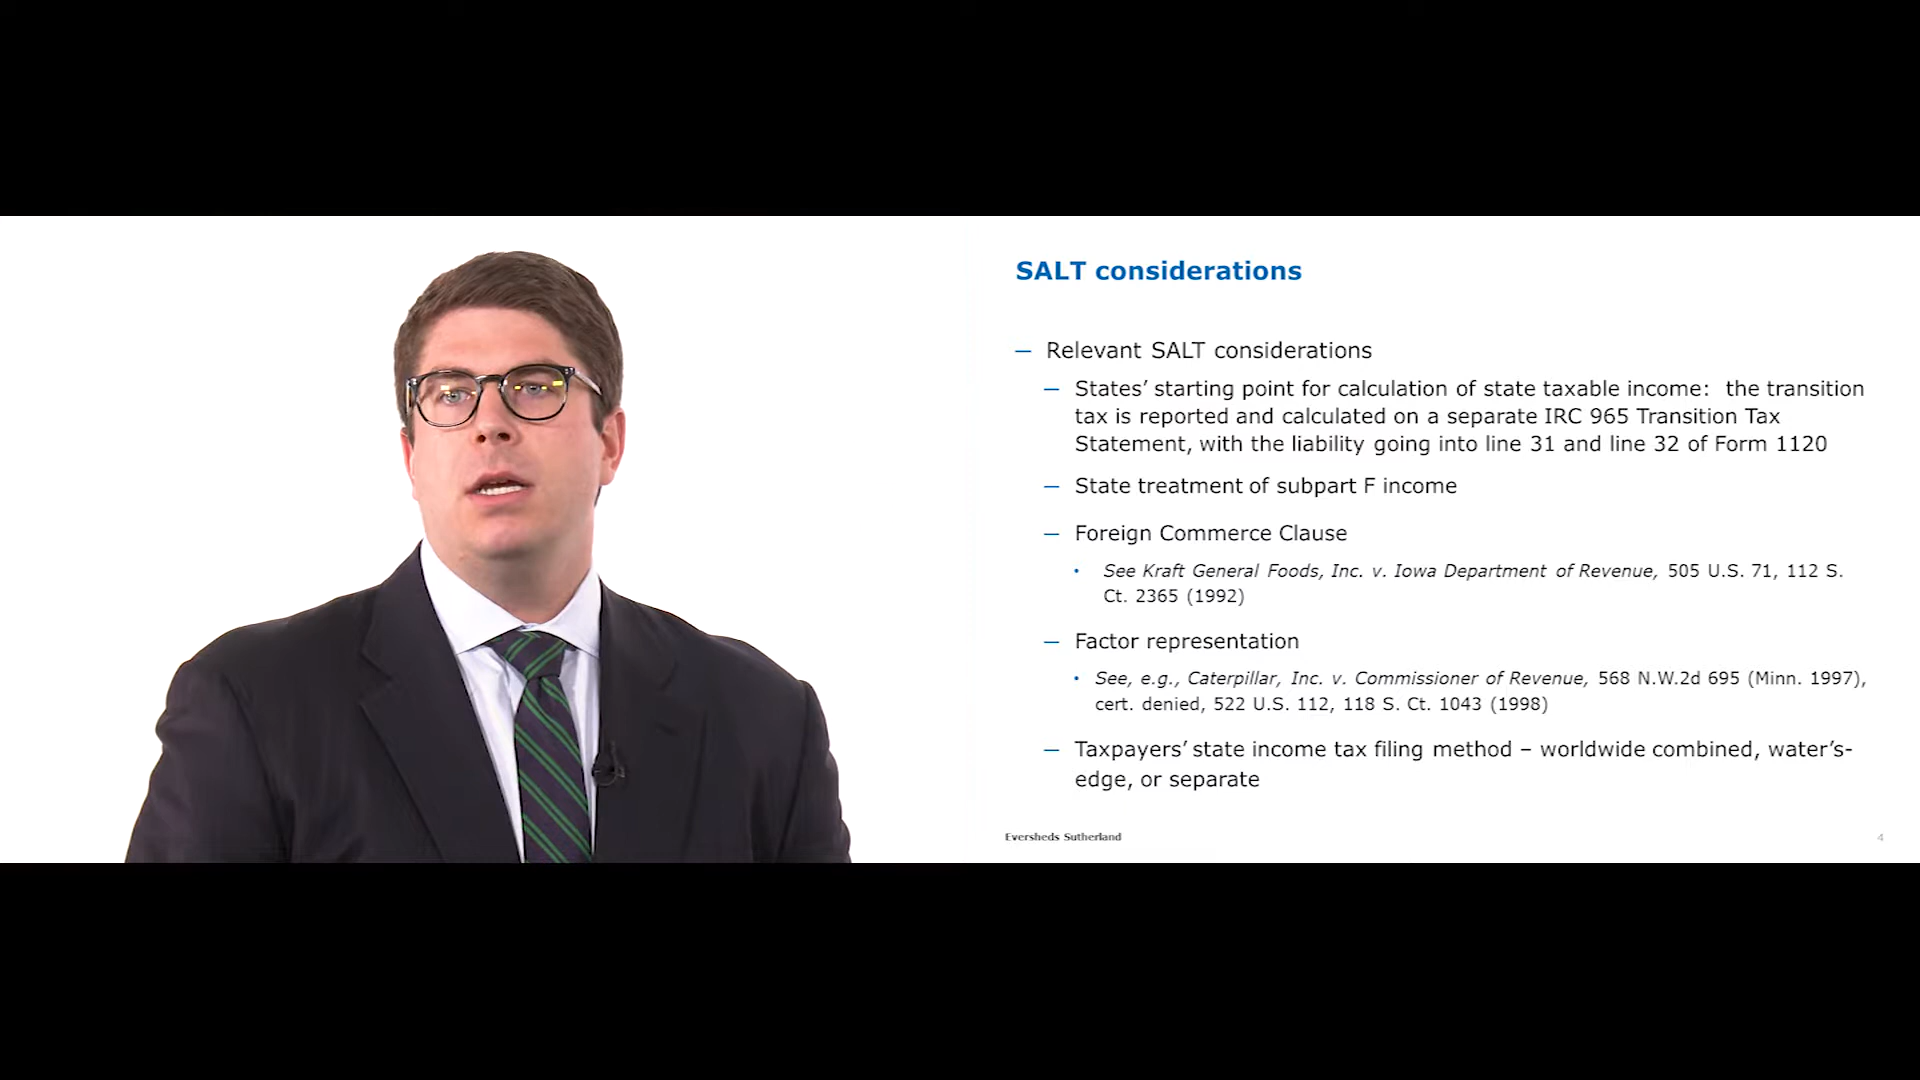 SALT considerations
— Relevant SALT considerations
— States’ starting point for calculation of state taxable income:  the transition
tax is reported and calculated on a separate IRC 965 Transition Tax
Statement, with the liability going into line 31 and line 32 of Form 1120
— State treatment of subpart F income
— Foreign Commerce Clause
• See Kraft General Foods, Inc. v. Iowa Department of Revenue, 505 U.S. 71, 112 S.
Ct. 2365 (1992)
— Factor representation
• See, e.g., Caterpillar, Inc. v. Commissioner of Revenue, 568 N.W.2d 695 (Minn. 1997),
cert. denied, 522 U.S. 112, 118 S. Ct. 1043 (1998)
— Taxpayers’ state income tax filing method – worldwide combined, water’s-
edge, or separate
Eversheds Sutherland
4